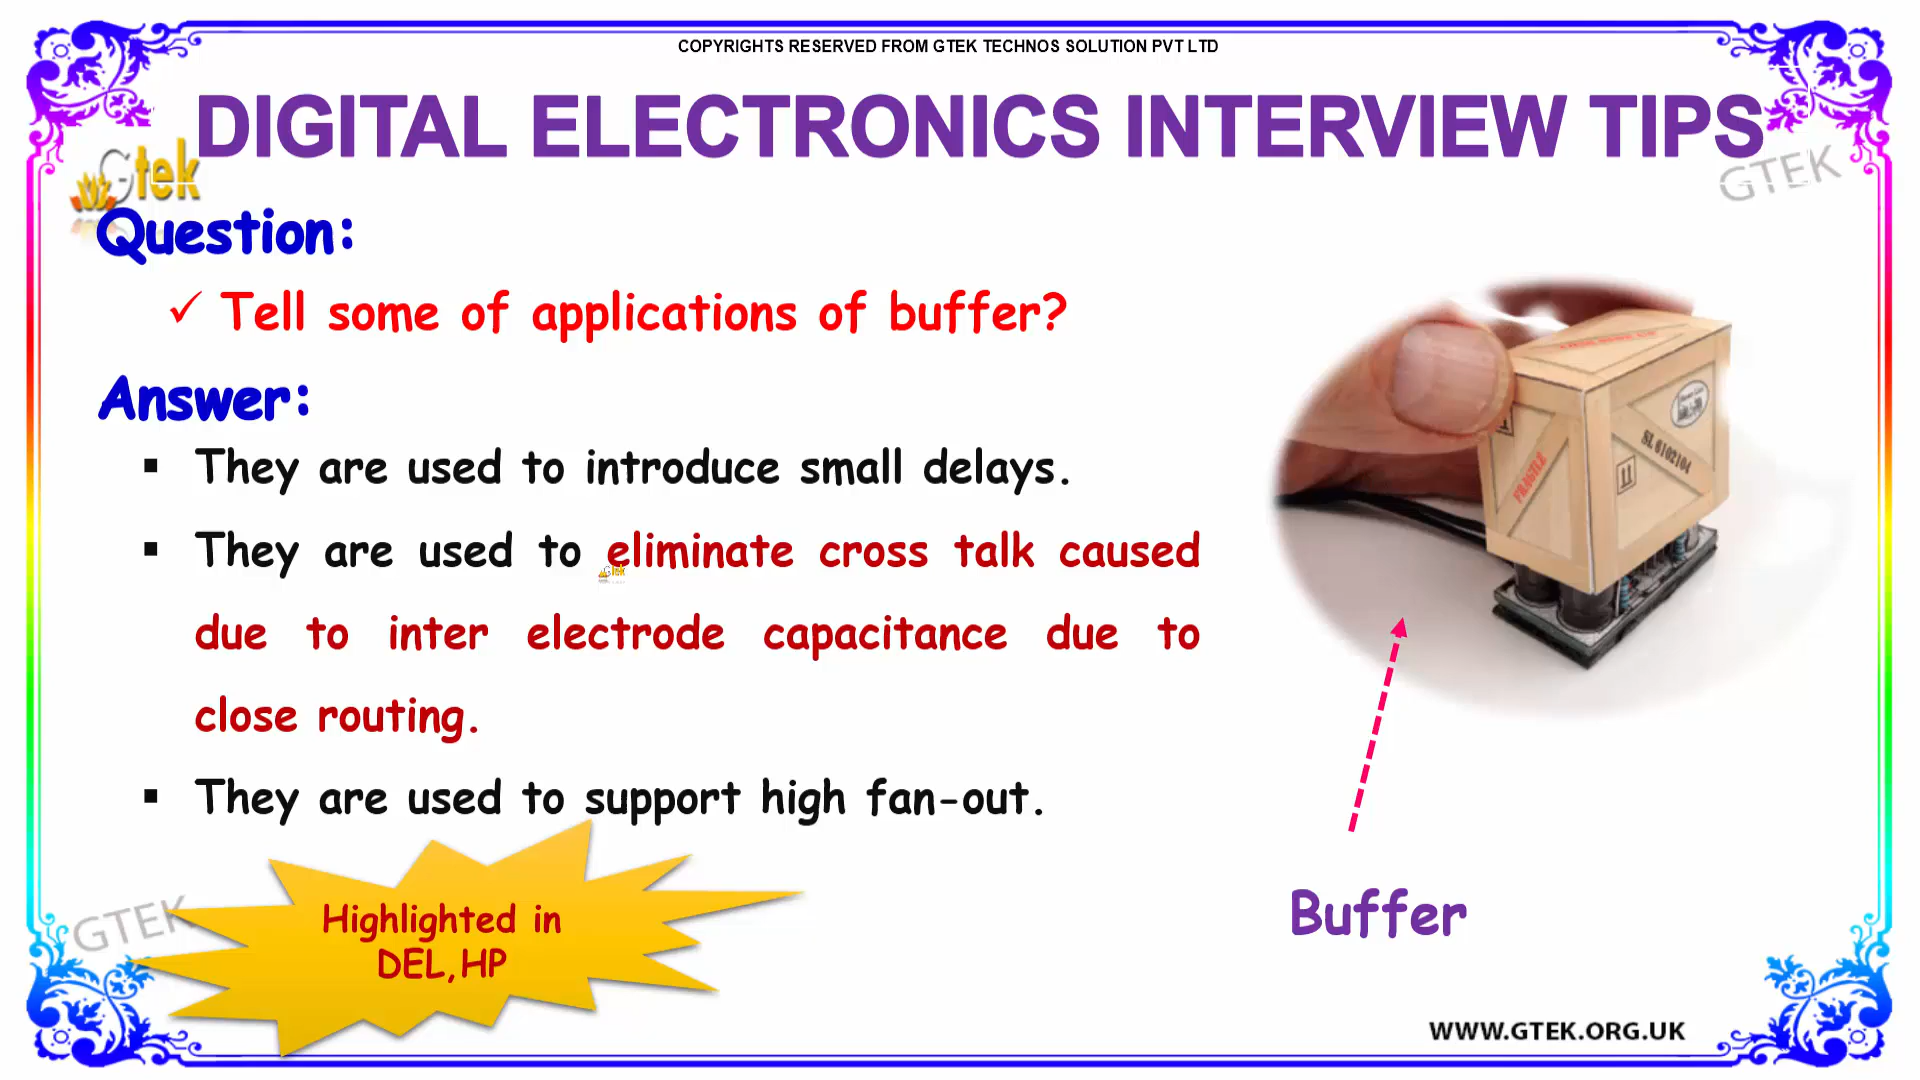 COPYRIGHTS RESERVED FROM GTEK TECHNOS SOLUTION PVT LTD
DIGITAL ELECTRONICS INTERVIEW TIPS
Gtek
GTEK
Question:
✓ Tell some of applications of buffer?
Answer:
▪ They are used to introduce small delays.
▪ They are used to eliminate cross talk caused
due to inter electrode capacitance due to
close routing.
▪ They are used to support high fan-out.
SL 6102104
FRAGILE
Gtek
Highlighted in
DEL,HP
GTEK
Buffer
WWW.GTEK.ORG.UK